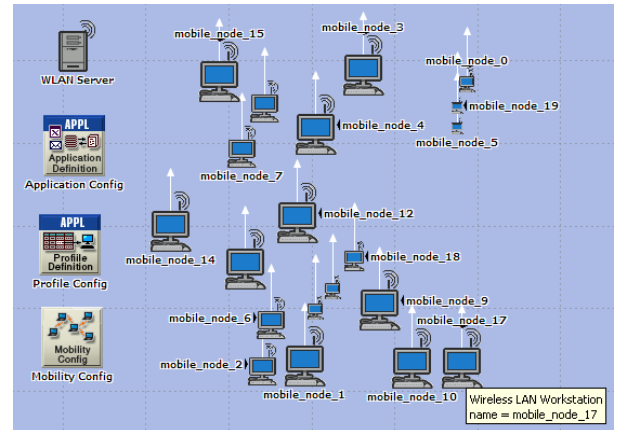 mobile_node_15
mobile_node_3
mobile_node_0
WLAN Server
mobile_node_19
mobile_node_4
mobile_node_5
APPL
Application
Definition
Application Config
mobile_node_7
mobile_node_12
APPL
Profile
Definition
Profile Config
mobile_node_14
mobile_node_18
mobile_node_9
mobile_node_6
mobile_node_17
Mobility
Config
Mobility Config
mobile_node_2
mobile_node_1
mobile_node_10
Wireless LAN Workstation
name = mobile_node_17